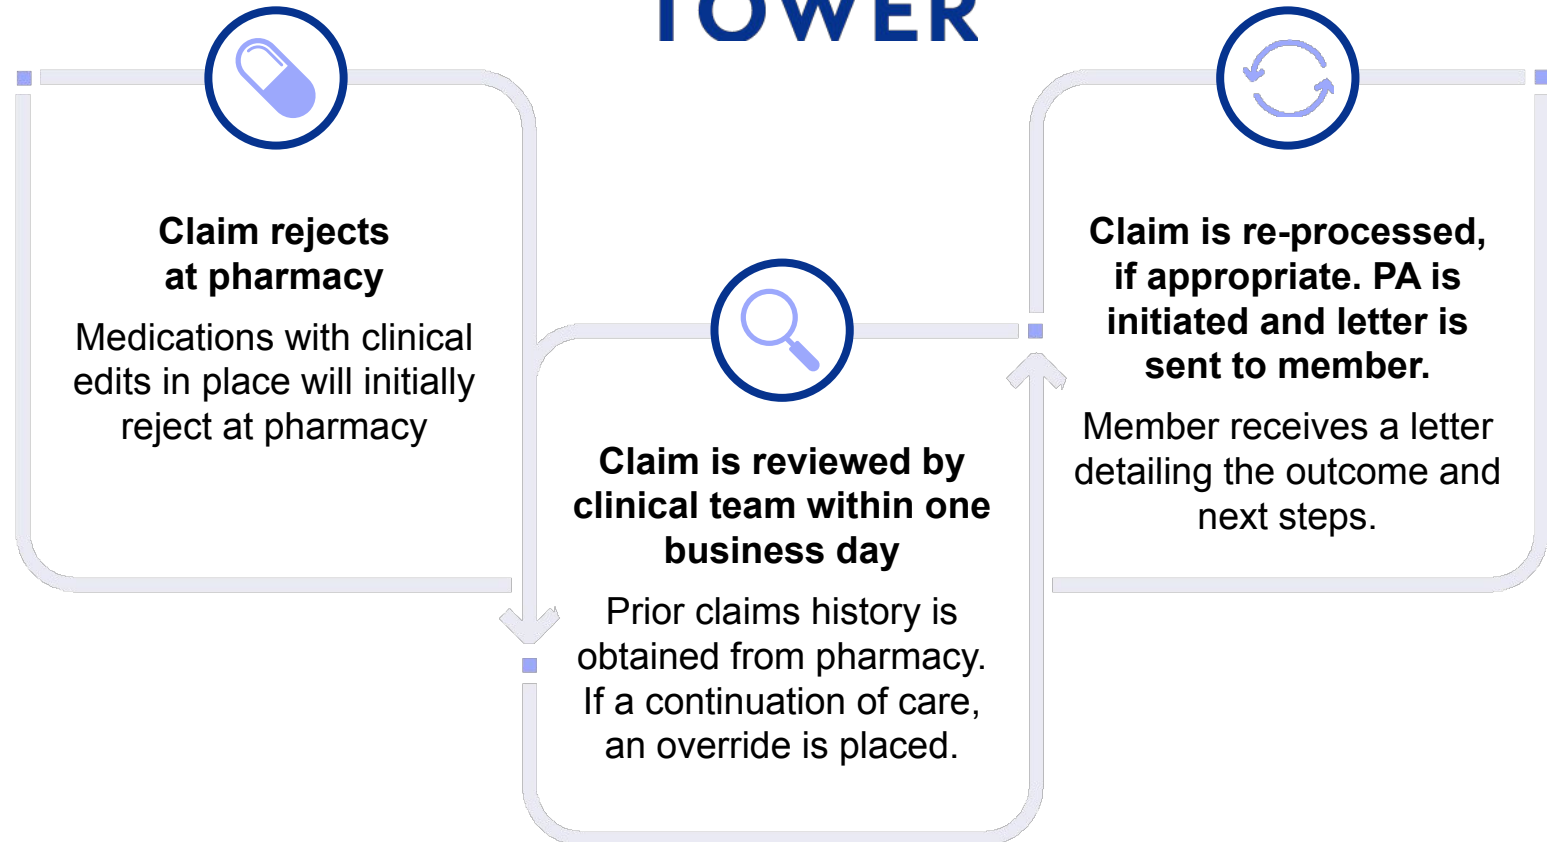 TOWER
Claim rejects
at pharmacy
Medications with clinical
edits in place will initially
reject at pharmacy
Claim is reviewed by
clinical team within one
business day
Prior claims history is
obtained from pharmacy.
If a continuation of care,
an override is placed.
Claim is re-processed,
if appropriate. PA is
initiated and letter is
sent to member.
Member receives a letter
detailing the outcome and
next steps.